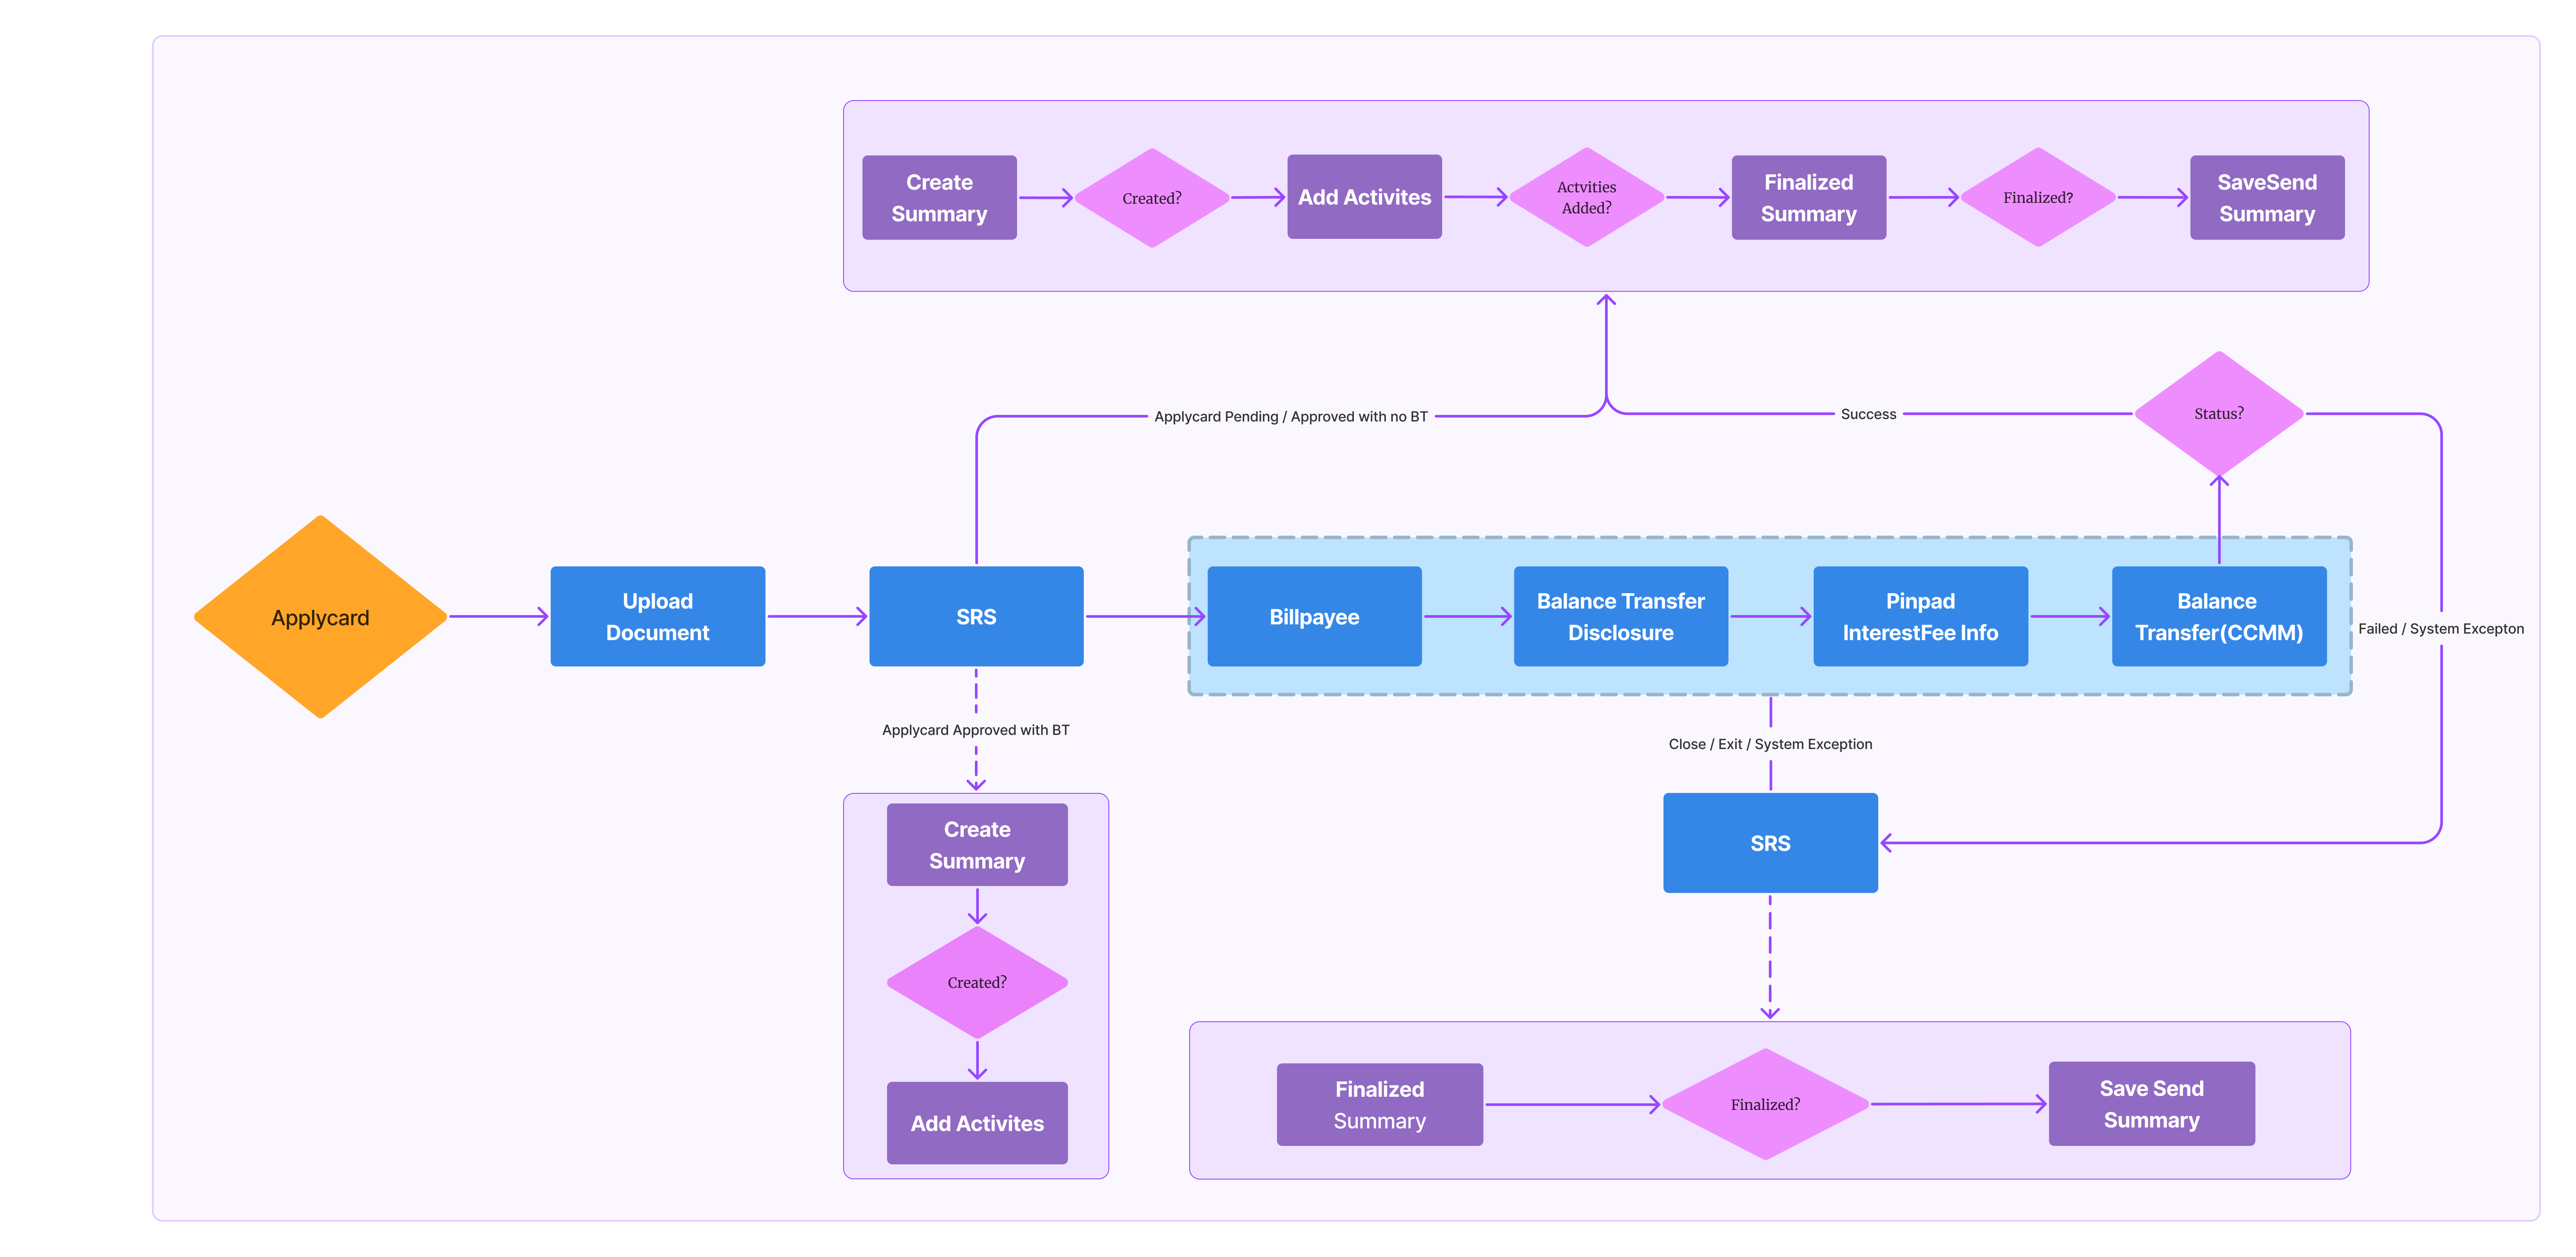 Create
Summary
Created?
Add Activites
Actvities
Added?
Finalized
Summary
Finalized?
SaveSend
Summary
Applycard Pending / Approved with no BT
Success
Status?
Applycard
Upload
Document
SRS
Billpayee
Balance Transfer
Disclosure
Pinpad
InterestFee Info
Balance
Transfer(CCMM)
Failed / System Excepton
Applycard Approved with BT
Close / Exit / System Exception
Create
Summary
SRS
Created?
Add Activites
Finalized
Summary
Finalized?
Save Send
Summary